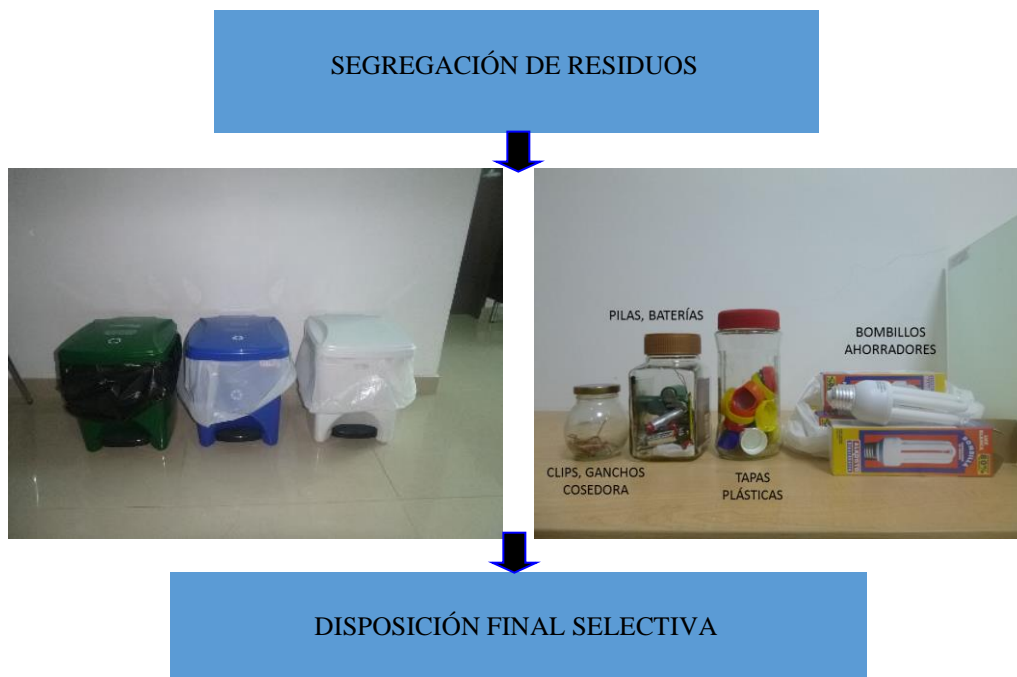 SEGREGACIÓN DE RESIDUOS
PILAS, BATERÍAS
BOMBILLOS
AHORRADORES
CLIPS, GANCHOS
COSEDORA
TAPAS
PLÁSTICAS
DISPOSICIÓN FINAL SELECTIVA